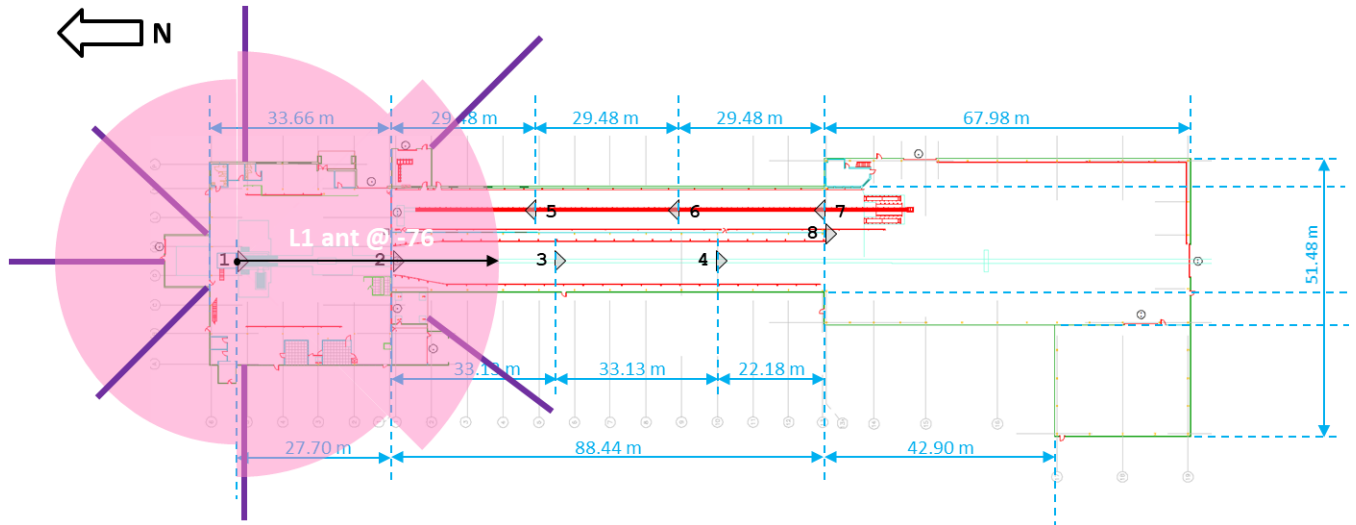 N
33.66 m
29.48 m
29.48 m
29.48 m
67.98 m
5
6
7
8
L1 ant @ -76
1
2
3
4
51.48 m
33.13 m
33.13 m
22.18 m
27.70 m
88.44 m
42.90 m